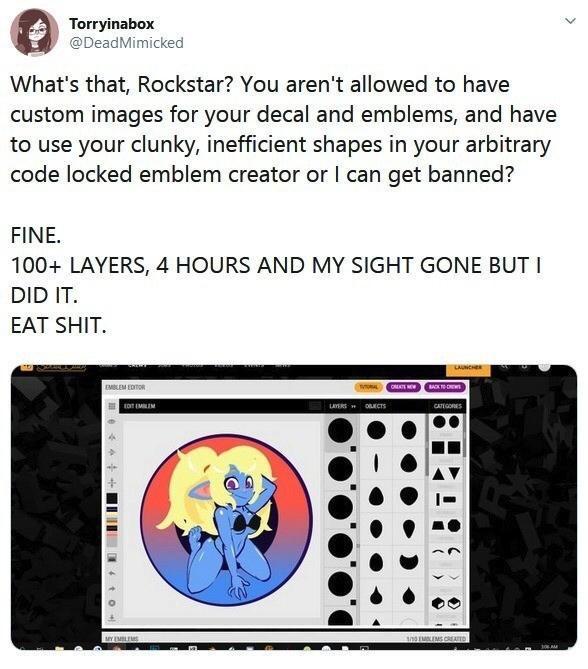 Torryinabox
@DeadMimicked
What's that, Rockstar? You aren't allowed to have
custom images for your decal and emblems, and have
to use your clunky, inefficient shapes in your arbitrary
code locked emblem creator or I can get banned?
FINE.
100+ LAYERS, 4 HOURS AND MY SIGHT GONE BUT I
DID IT.
EAT SHIT.
LAUNCHER
EMBLEM EDITOR TUTORIAL CREATE NEW BACK TO CREWS
EDIT EMBLEM LAYERS OBJECTS CATEGORIES
MY EMBLEMS 1/10 EMBLEMS CREATED
3:06 AM